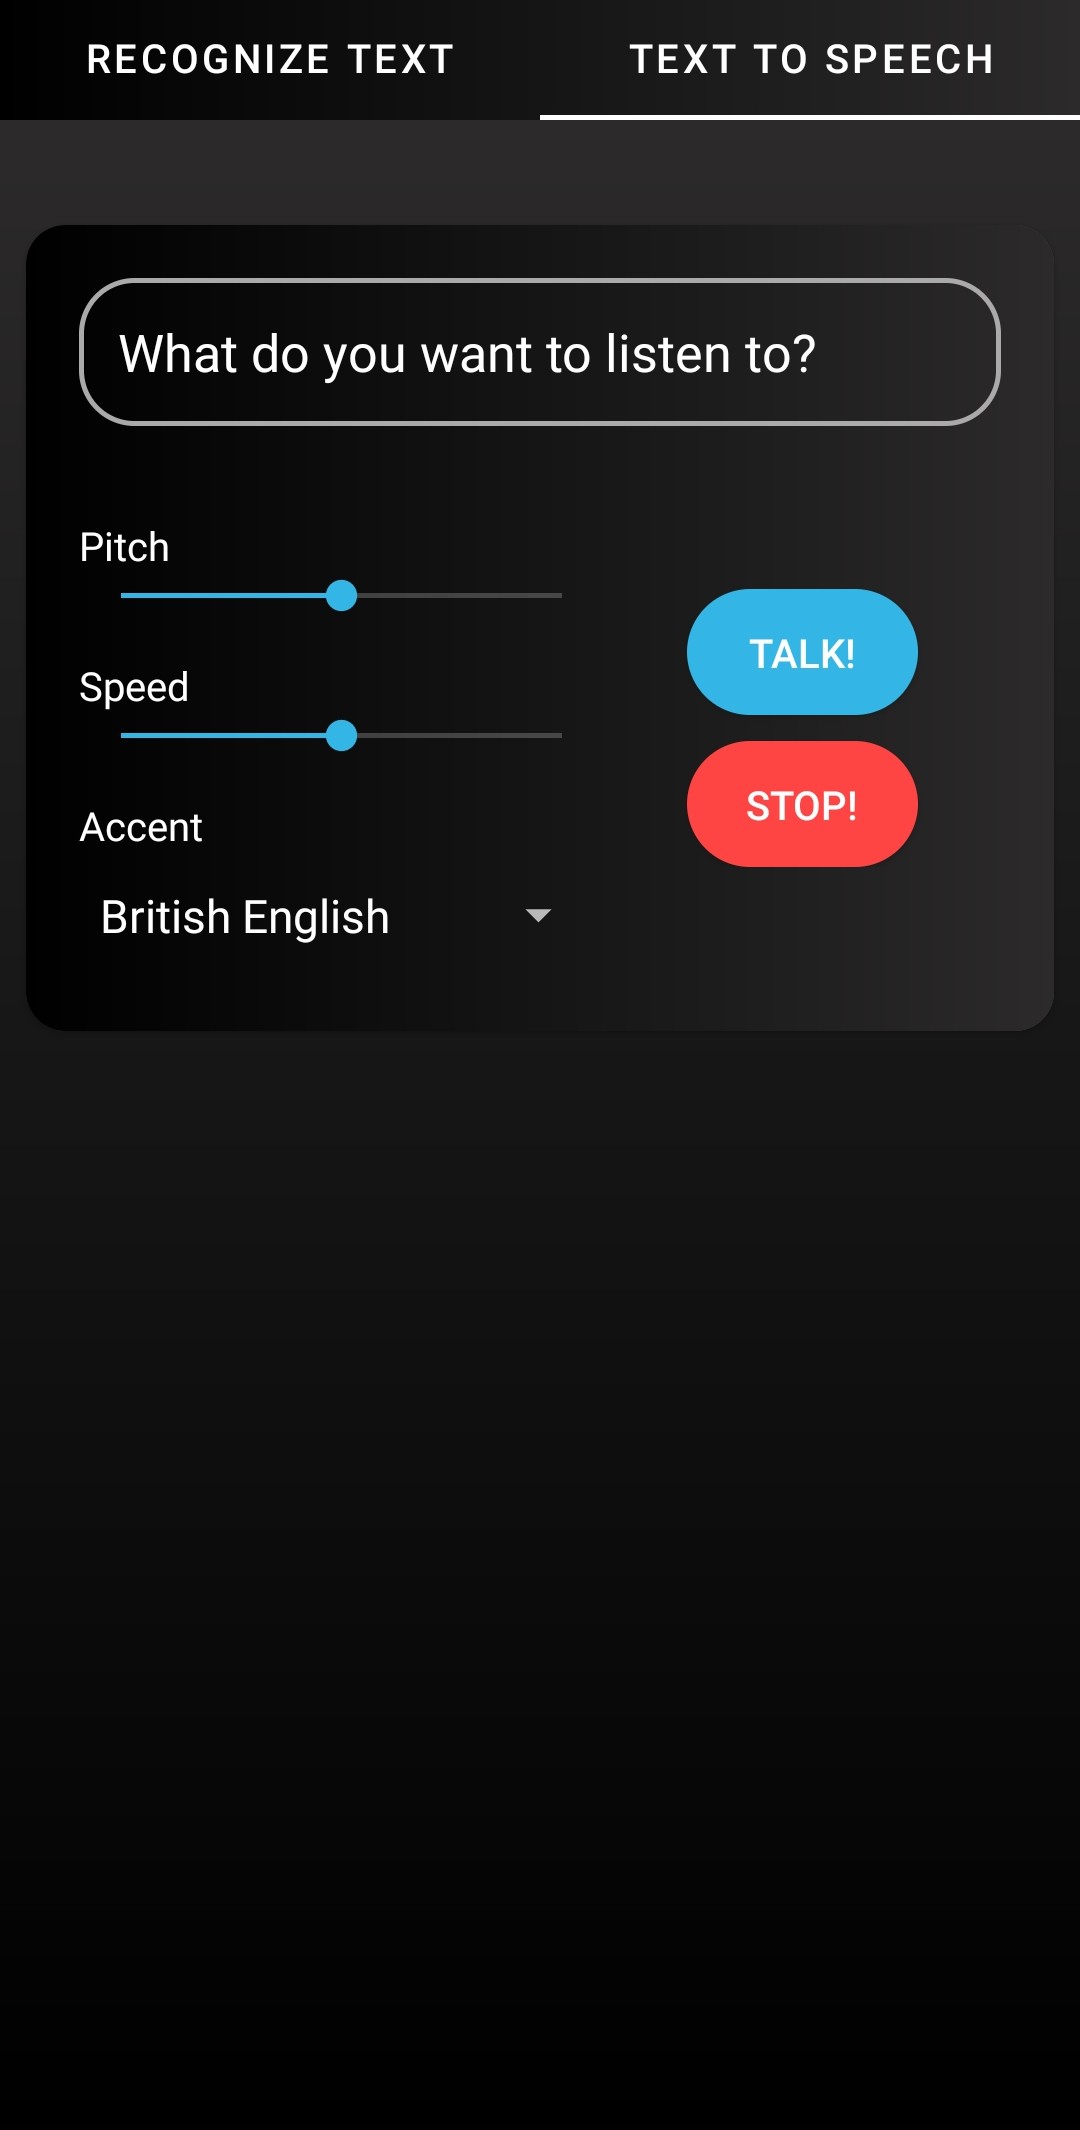 RECOGNIZE TEXT TEXT TO SPEECH
What do you want to listen to?
Pitch
TALK!
Speed
STOP!
Accent
British English